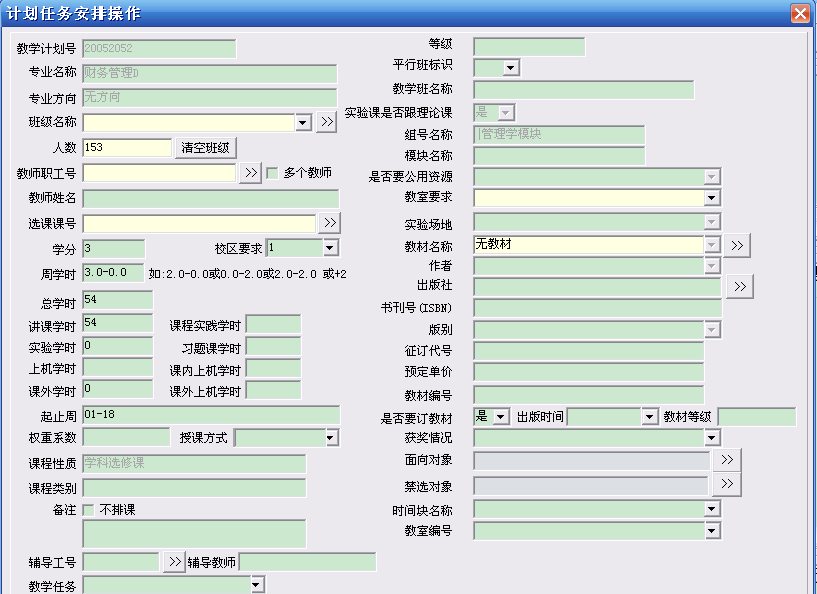 计划任务安排操作
教学计划号 20052052
专业名称 财务管理D
专业方向 无方向
班级名称 >>
人数 153 清空班级
教师职工号 >> 多个教师
教师姓名
选课课号 >>
学分 3 校区要求 1
周学时 3.0-0.0 如:2.0-0.0或0.0-2.0或2.0-2.0 或+2
总学时 54
讲课学时 54 课程实践学时
实验学时 0 习题课学时
上机学时 课内上机学时
课外学时 0 课外上机学时
起止周 01-18
权重系数 授课方式
课程性质 学科选修课
课程类别
备注 不排课
辅导工号 >> 辅导教师
教学任务
等级
平行班标识
教学班名称
实验课是否跟理论课 是
组号名称 |管理学模块
模块名称
是否要公用资源
教室要求
实验场地
教材名称 无教材 >>
作者
出版社 >>
书刊号(ISBN)
版别
征订代号
预定单价
教材编号
是否要订教材 是 出版时间 教材等级
获奖情况
面向对象 >>
禁选对象 >>
时间块名称
教室编号